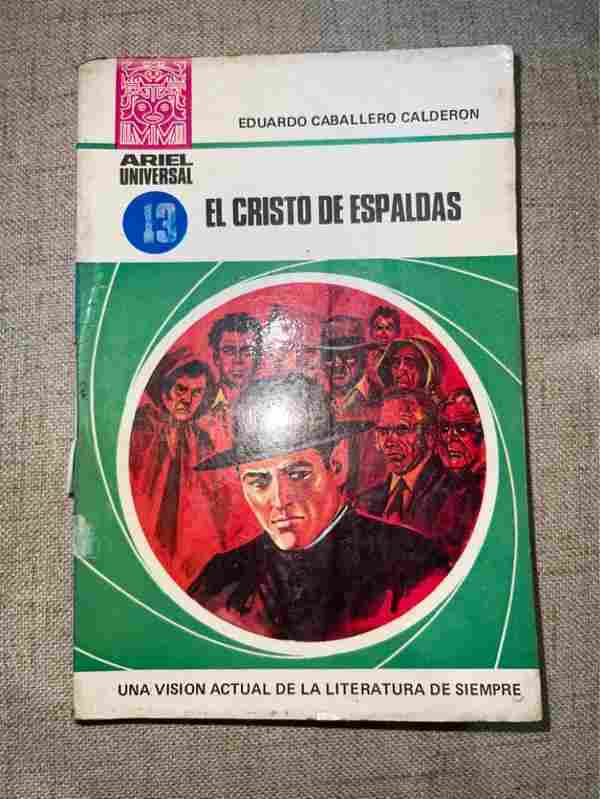 EDUARDO CABALLERO CALDERON
ARIEL
UNIVERSAL
13
EL CRISTO DE ESPALDAS
UNA VISION ACTUAL DE LA LITERATURA DE SIEMPRE